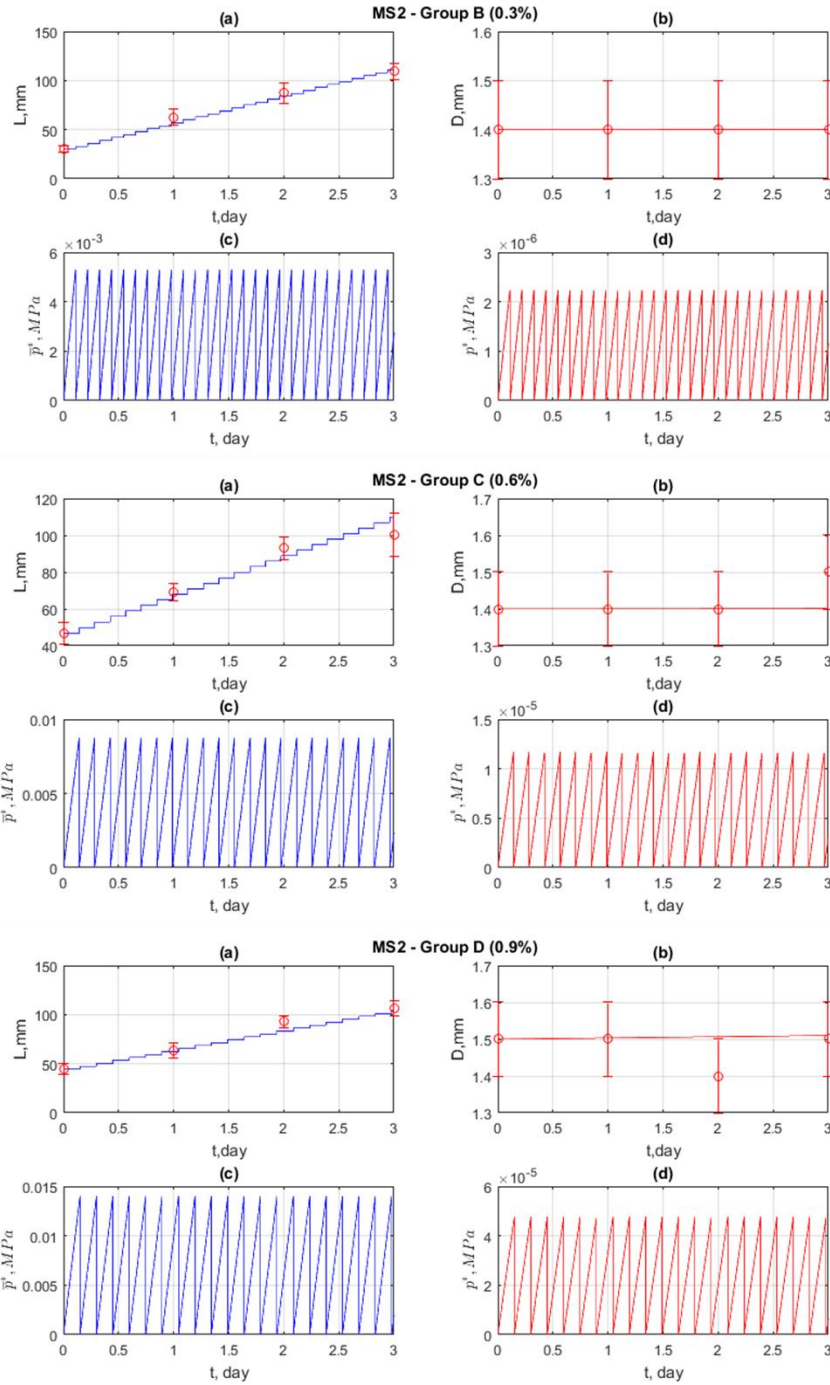 MS2 - Group B (0.3%)
(a)
150
100
50
0
L,mm
0 0.5 1 1.5 2 2.5 3
t,day
(b)
1.6
1.5
1.4
1.3
D,mm
0 0.5 1 1.5 2 2.5 3
t,day
(c)
×10⁻³
6
4
2
0
p̅*, MPa
0 0.5 1 1.5 2 2.5 3
t, day
(d)
×10⁻⁶
3
2
1
0
p*, MPa
0 0.5 1 1.5 2 2.5 3
t, day
MS2 - Group C (0.6%)
(a)
120
100
80
60
40
L,mm
0 0.5 1 1.5 2 2.5 3
t,day
(b)
1.7
1.6
1.5
1.4
1.3
D,mm
0 0.5 1 1.5 2 2.5 3
t,day
(c)
0.01
0.005
0
p̅*, MPa
0 0.5 1 1.5 2 2.5 3
t, day
(d)
×10⁻⁵
1.5
1
0.5
0
p*, MPa
0 0.5 1 1.5 2 2.5 3
t, day
MS2 - Group D (0.9%)
(a)
150
100
50
0
L,mm
0 0.5 1 1.5 2 2.5 3
t,day
(b)
1.7
1.6
1.5
1.4
1.3
D,mm
0 0.5 1 1.5 2 2.5 3
t,day
(c)
0.015
0.01
0.005
0
p̅*, MPa
0 0.5 1 1.5 2 2.5 3
t, day
(d)
×10⁻⁵
6
4
2
0
p*, MPa
0 0.5 1 1.5 2 2.5 3
t, day